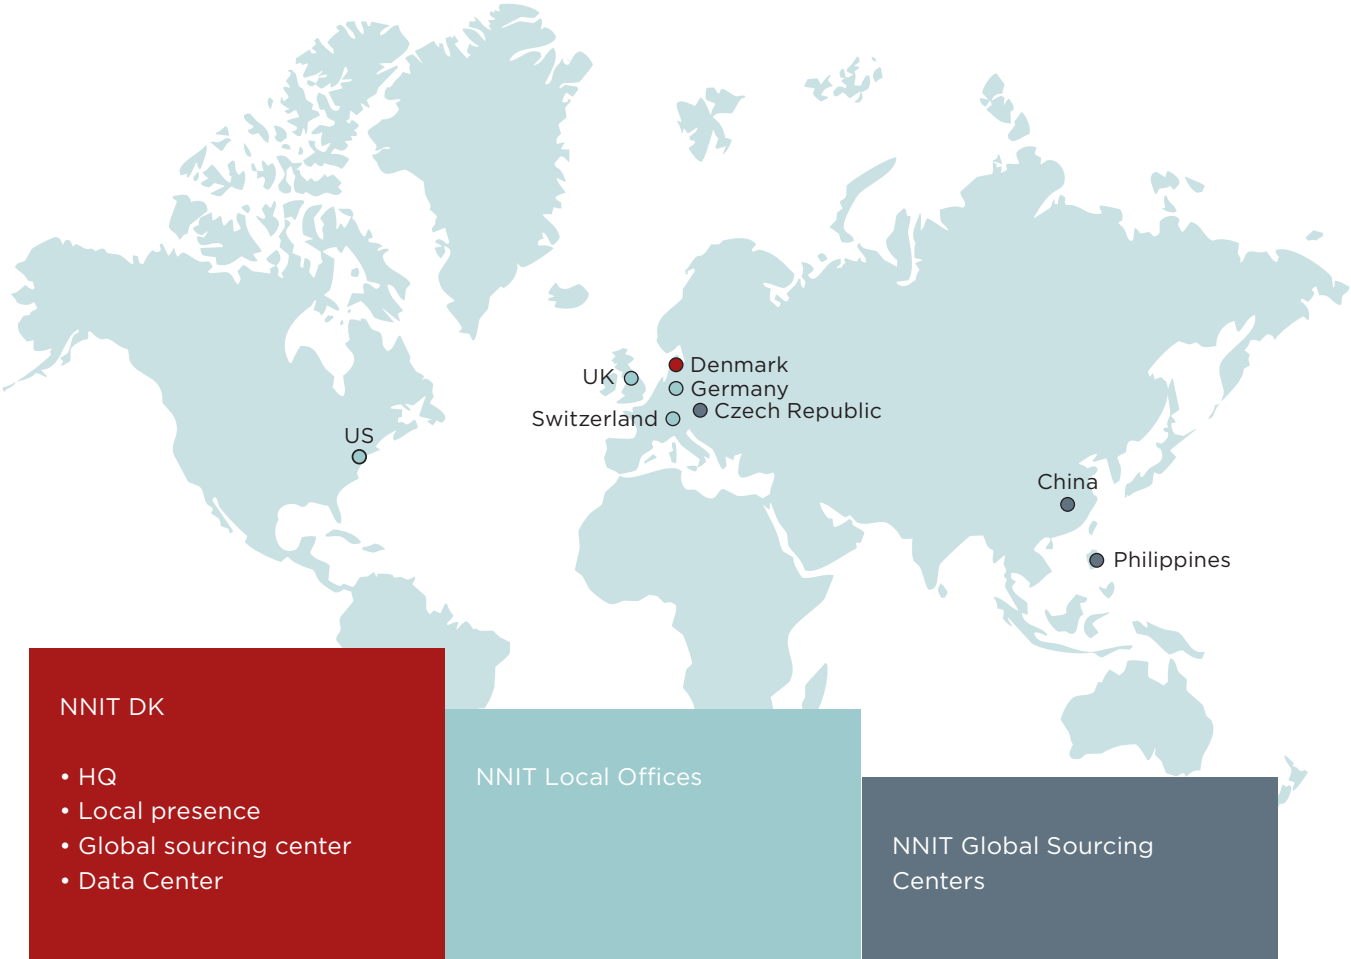 Denmark
UK
Germany
Czech Republic
Switzerland
US
China
Philippines
NNIT DK
• HQ
• Local presence
• Global sourcing center
• Data Center
NNIT Local Offices
NNIT Global Sourcing
Centers